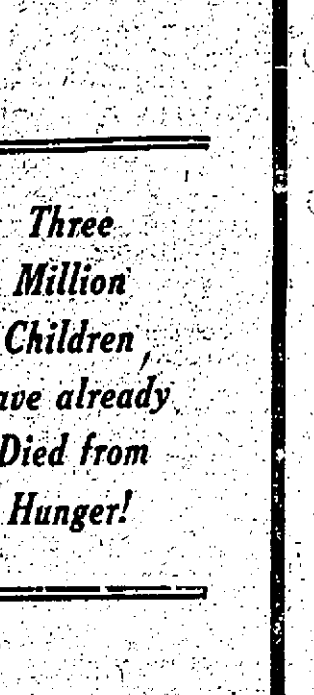 Three
Million
Children
ave already
Died from
Hunger!